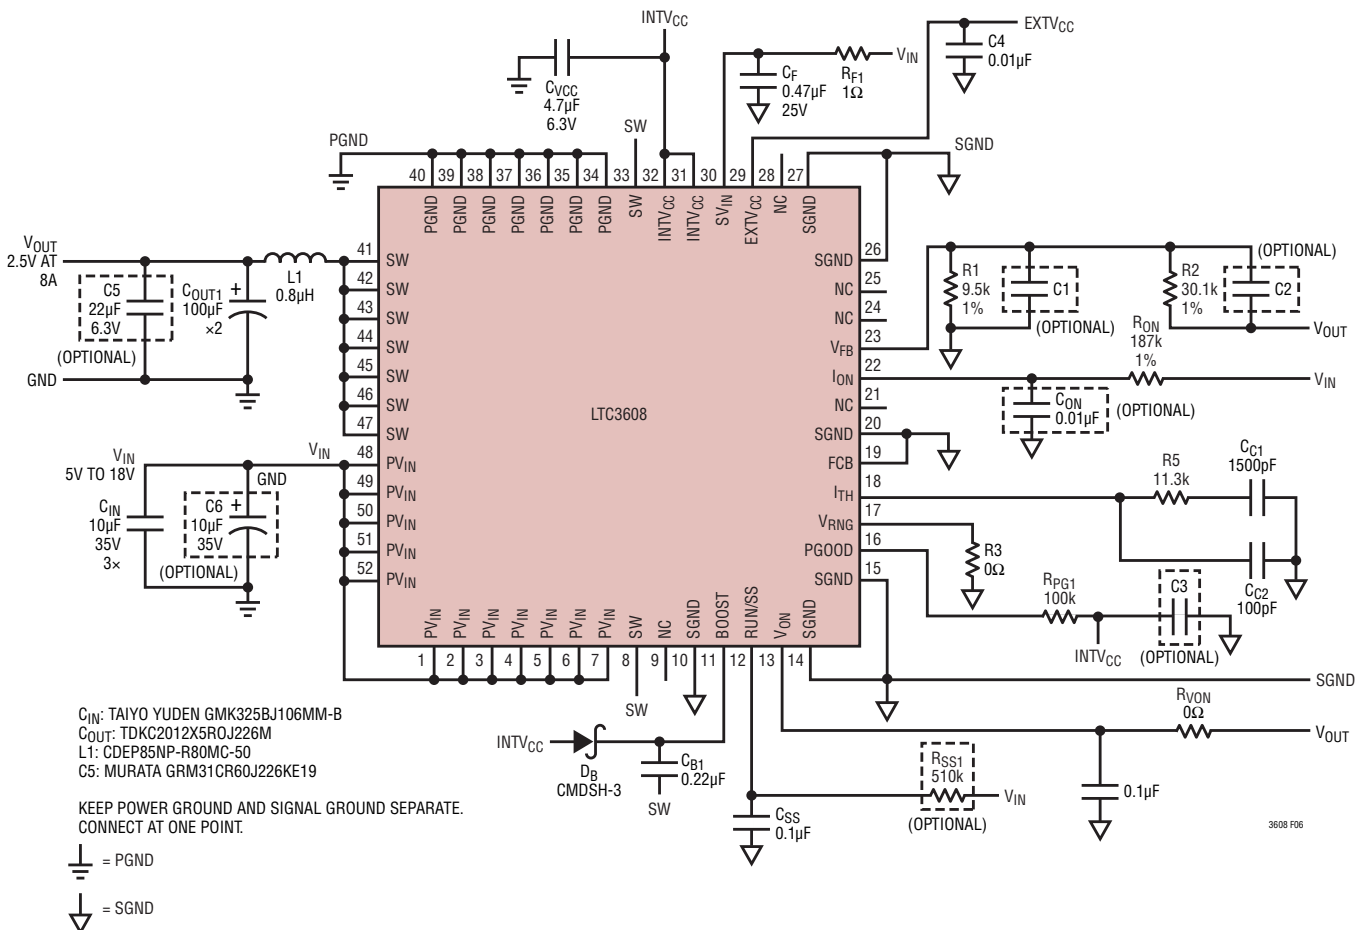 INTVCC
CVCC
4.7µF
6.3V
CF
0.47µF
25V
RF1
1Ω
VIN
EXTVCC
C4
0.01µF
PGND
SW
SGND
40 39 38 37 36 35 34 33 32 31 30 29 28 27
PGND PGND PGND PGND PGND PGND PGND SW INTVCC INTVCC SVIN EXTVCC NC SGND
VOUT
2.5V AT
8A
C5
22µF
6.3V
(OPTIONAL)
COUT1
100µF
×2
+
L1
0.8µH
GND
41 SW
42 SW
43 SW
44 SW
45 SW
46 SW
47 SW
48 PVIN
49 PVIN
50 PVIN
51 PVIN
52 PVIN
VIN
5V TO 18V
VIN
GND
CIN
10µF
35V
3×
C6
10µF
35V
+
(OPTIONAL)
LTC3608
SGND 26
NC 25
NC 24
VFB 23
ION 22
NC 21
SGND 20
FCB 19
ITH 18
VRNG 17
PGOOD 16
SGND 15
R1
9.5k
1%
C1
(OPTIONAL)
(OPTIONAL)
R2
30.1k
1%
C2
(OPTIONAL)
VOUT
RON
187k
1%
VIN
CON
0.01µF
(OPTIONAL)
R5
11.3k
CC1
1500pF
CC2
100pF
R3
0Ω
RPG1
100k
INTVCC
C3
(OPTIONAL)
PVIN PVIN PVIN PVIN PVIN PVIN PVIN SW NC SGND BOOST RUN/SS VON SGND
1 2 3 4 5 6 7 8 9 10 11 12 13 14
SW
SGND
INTVCC
DB
CMDSH-3
CB1
0.22µF
SW
CSS
0.1µF
RSS1
510k
(OPTIONAL)
VIN
RVON
0Ω
VOUT
0.1µF
CIN: TAIYO YUDEN GMK325BJ106MM-B
COUT: TDKC2012X5ROJ226M
L1: CDEP85NP-R80MC-50
C5: MURATA GRM31CR60J226KE19
KEEP POWER GROUND AND SIGNAL GROUND SEPARATE.
CONNECT AT ONE POINT.
= PGND
= SGND
3608 F06